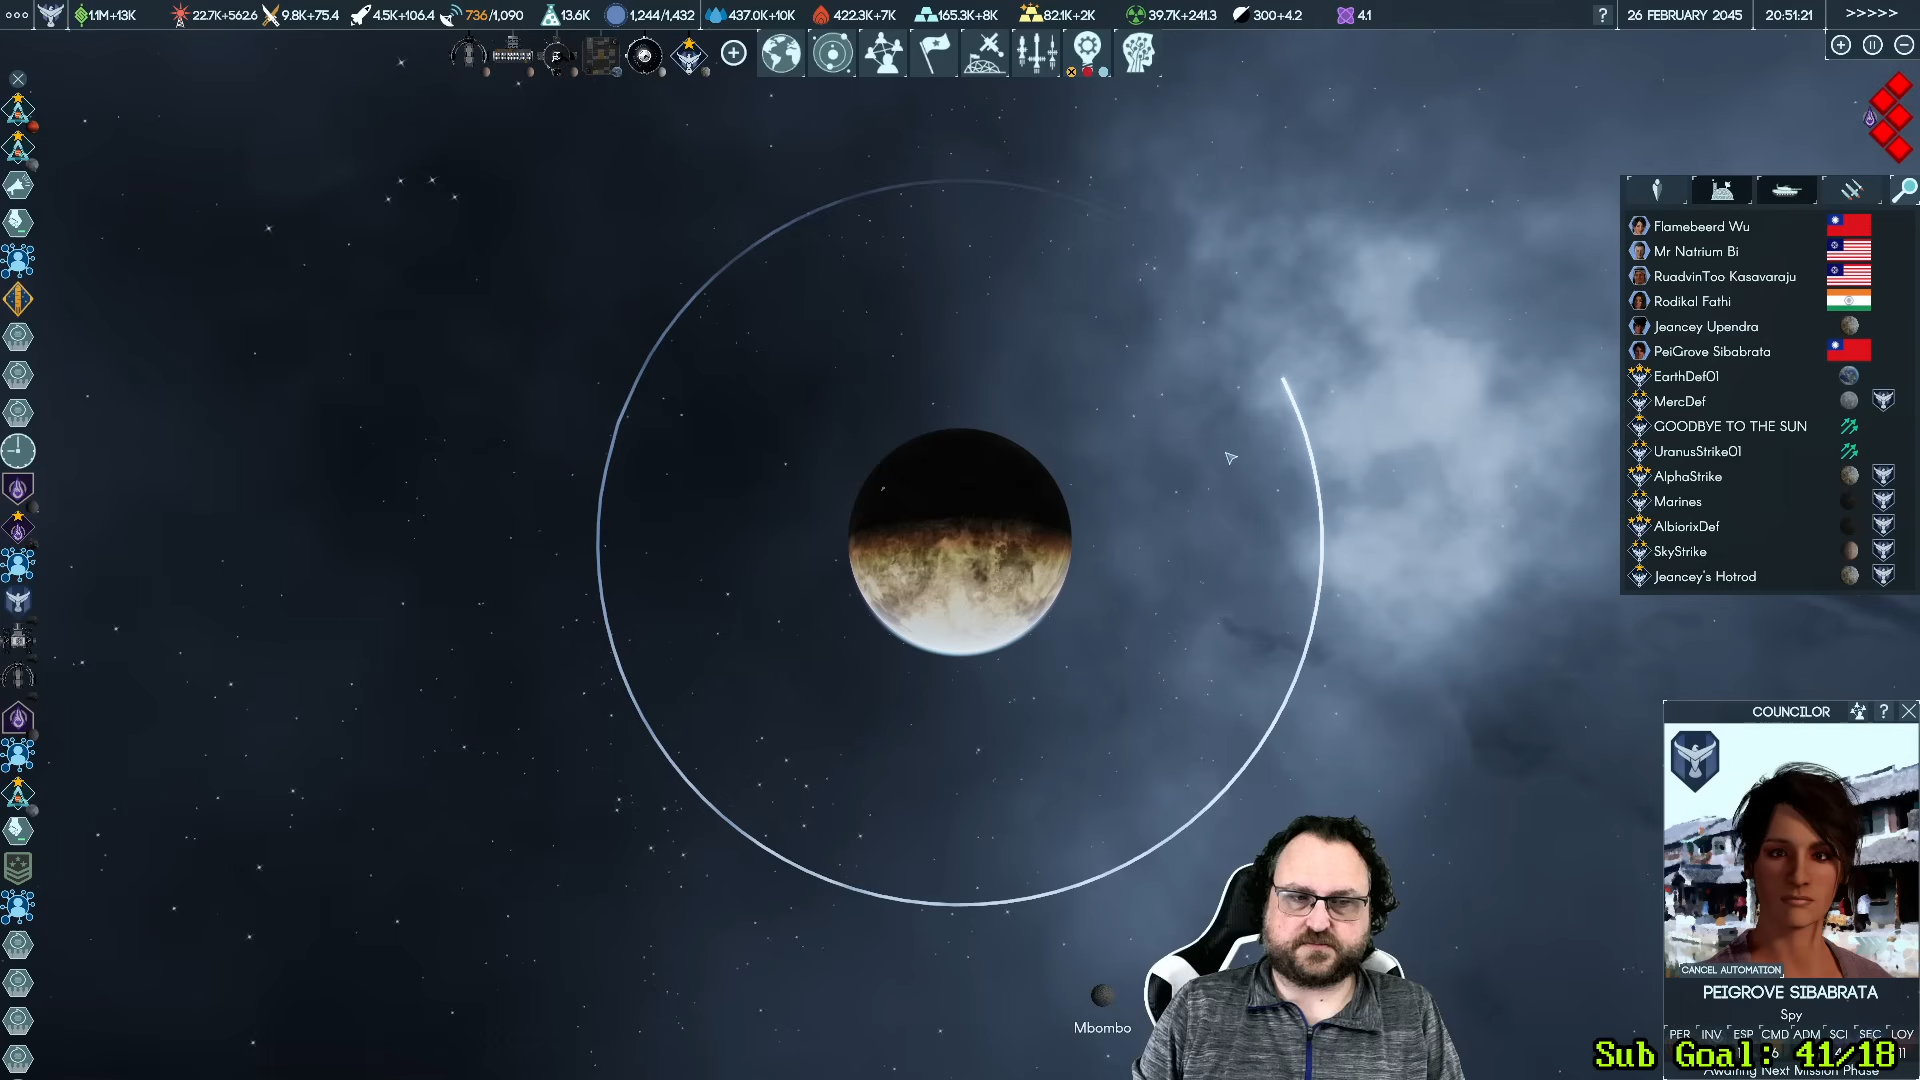 1.1M+13K
22.7K+562.6
9.8K+75.4
4.5K+106.4
736/1,090
13.6K
1,244/1,432
437.0K+10K
422.3K+7K
165.3K+8K
82.1K+2K
39.7K+241.3
300+4.2
4.1
?
26 FEBRUARY 2045
20:51:21
>>>>>
Flamebeerd Wu
Mr Natrium Bi
RuadvinToo Kasavaraju
Rodikal Fathi
Jeancey Upendra
PeiGrove Sibabrata
EarthDef01
MercDef
GOODBYE TO THE SUN
UranusStrike01
AlphaStrike
Marines
AlbiorixDef
SkyStrike
Jeancey's Hotrod
COUNCILOR
?
CANCEL AUTOMATION
PEIGROVE SIBABRATA
Spy
PER INV ESP CMD ADM SCI SEC LOY
Sub Goal: 41/18
Awaiting Next Mission Phase
Mbombo